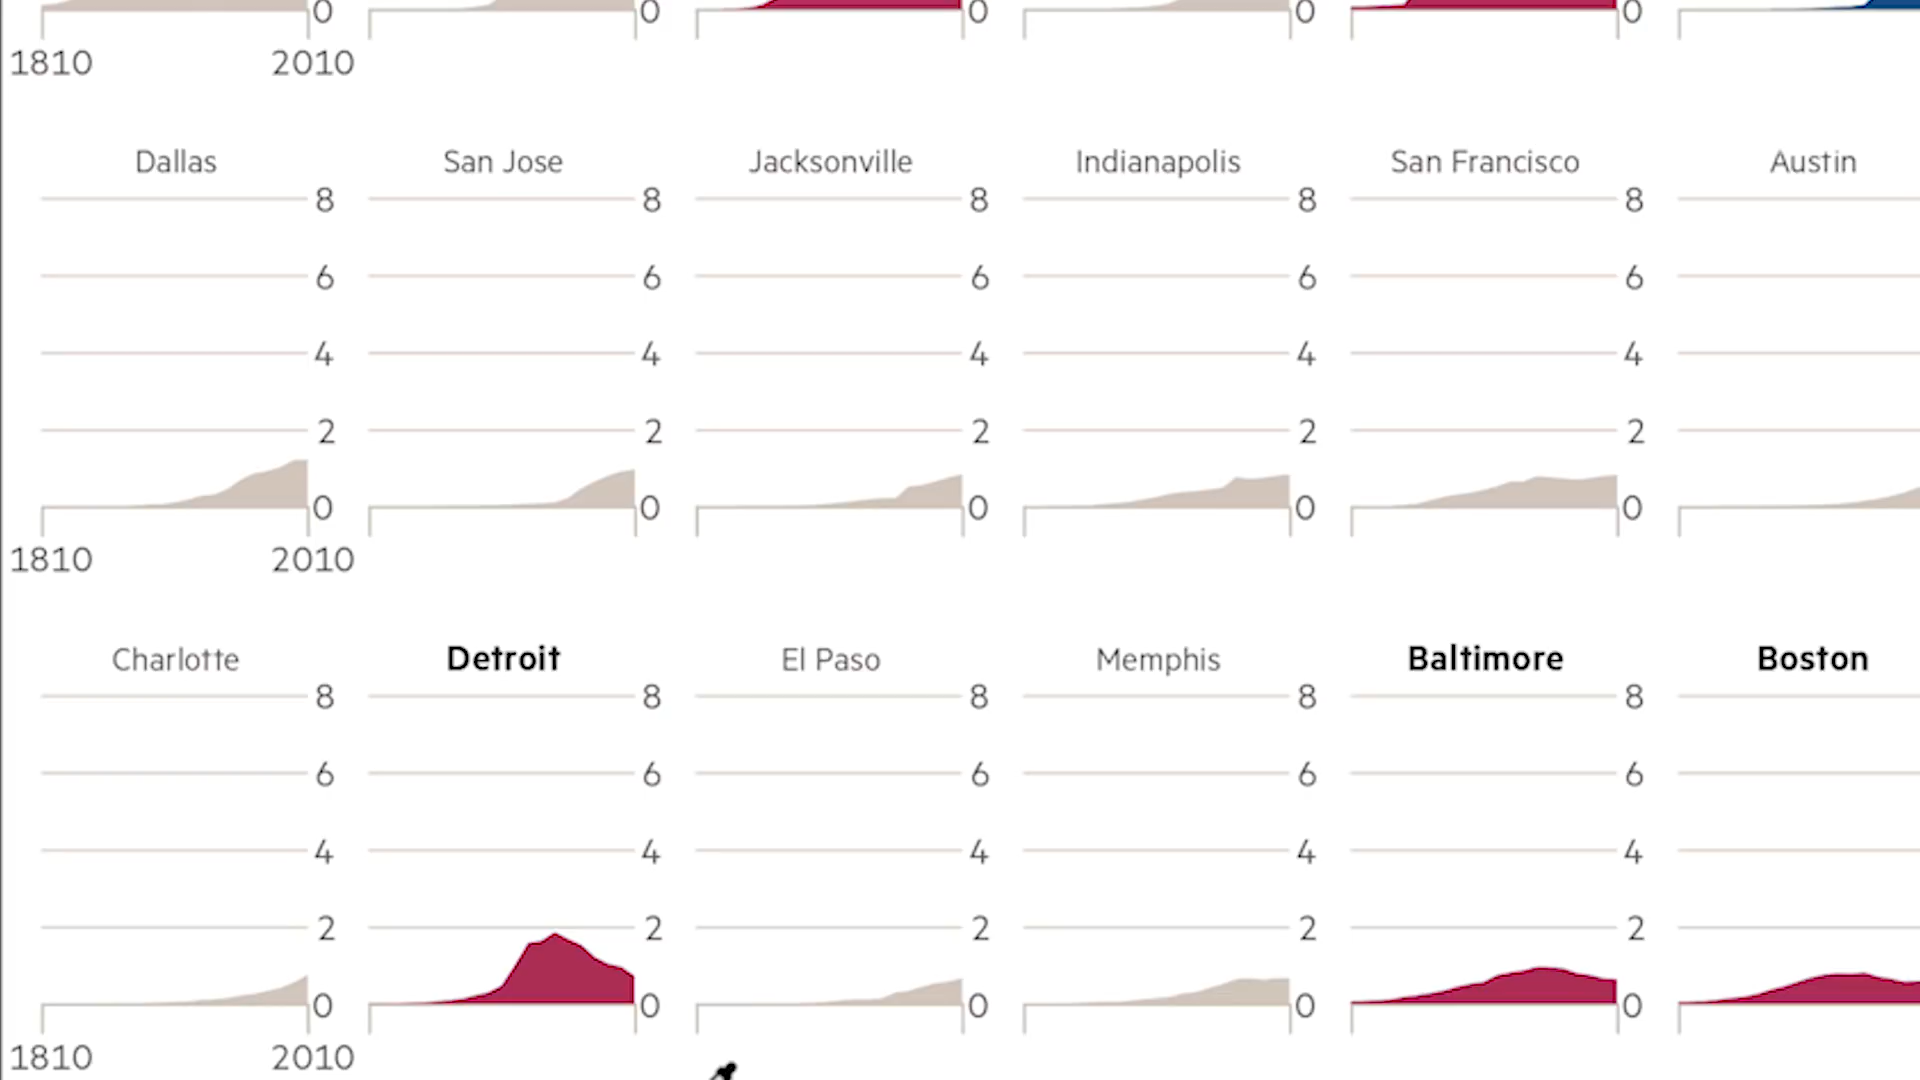 0 0 0 0 0
1810 2010
Dallas San Jose Jacksonville Indianapolis San Francisco Austin
8 8 8 8 8
6 6 6 6 6
4 4 4 4 4
2 2 2 2 2
0 0 0 0 0
1810 2010
Charlotte Detroit El Paso Memphis Baltimore Boston
8 8 8 8 8
6 6 6 6 6
4 4 4 4 4
2 2 2 2 2
0 0 0 0 0
1810 2010